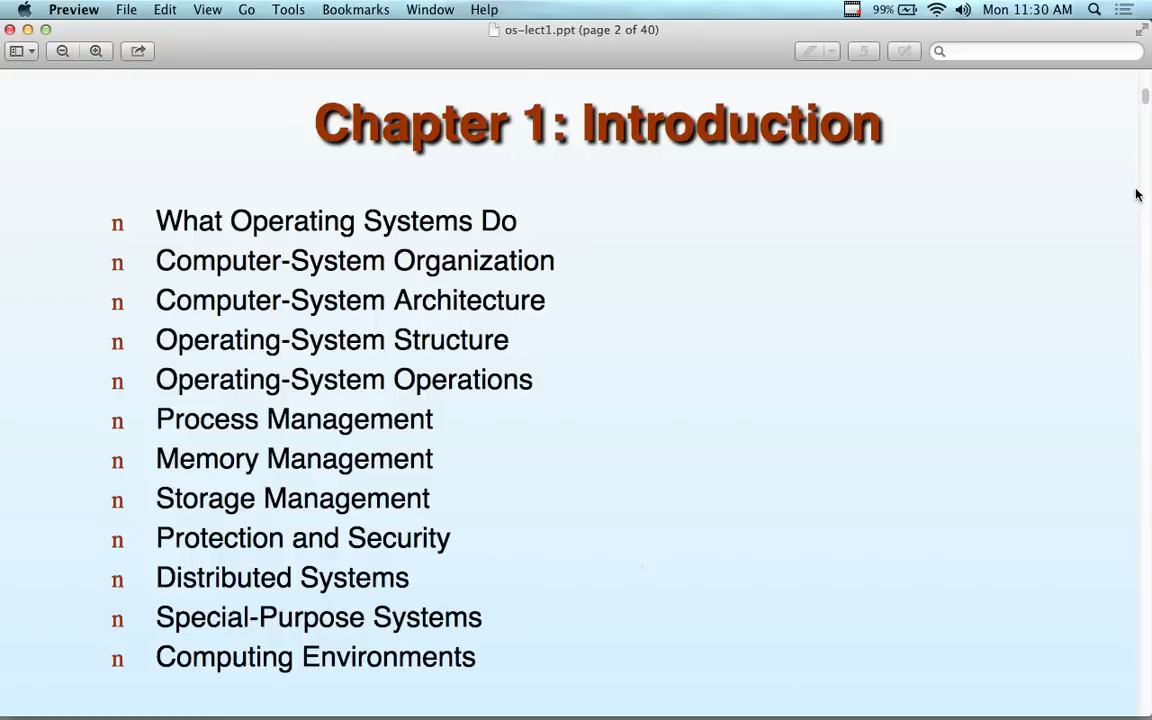 Preview File Edit View Go Tools Bookmarks Window Help 99% Mon 11:30 AM
os-lect1.ppt (page 2 of 40)
Chapter 1: Introduction
n What Operating Systems Do
n Computer-System Organization
n Computer-System Architecture
n Operating-System Structure
n Operating-System Operations
n Process Management
n Memory Management
n Storage Management
n Protection and Security
n Distributed Systems
n Special-Purpose Systems
n Computing Environments